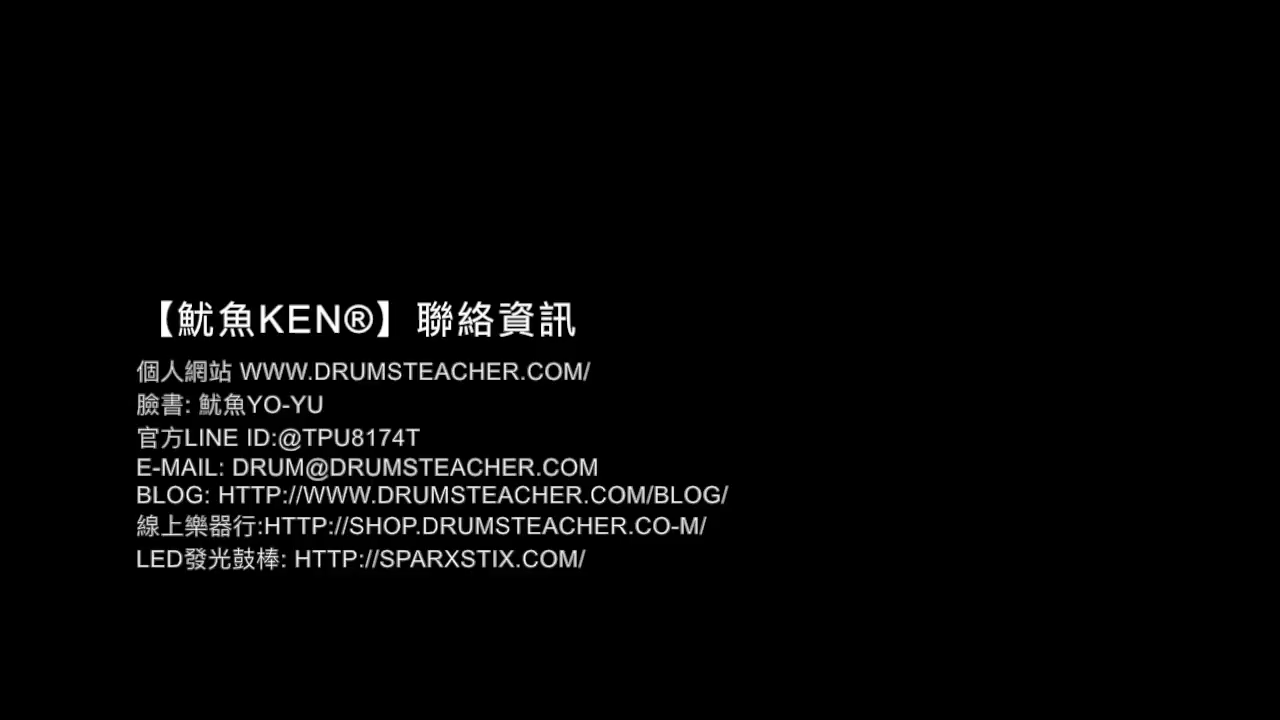 【魷魚KEN®】聯絡資訊
個人網站 WWW.DRUMSTEACHER.COM/
臉書: 魷魚YO-YU
官方LINE ID:@TPU8174T
E-MAIL: DRUM@DRUMSTEACHER.COM
BLOG: HTTP://WWW.DRUMSTEACHER.COM/BLOG/
線上樂器行:HTTP://SHOP.DRUMSTEACHER.CO-M/
LED發光鼓棒: HTTP://SPARXSTIX.COM/